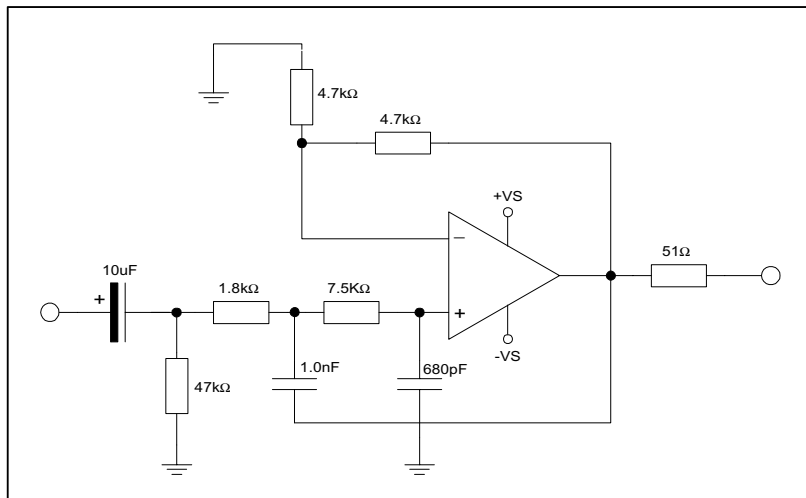 4.7kΩ
4.7kΩ
+VS
−
10uF
51Ω
+
1.8kΩ
7.5KΩ
+
-VS
1.0nF
680pF
47kΩ